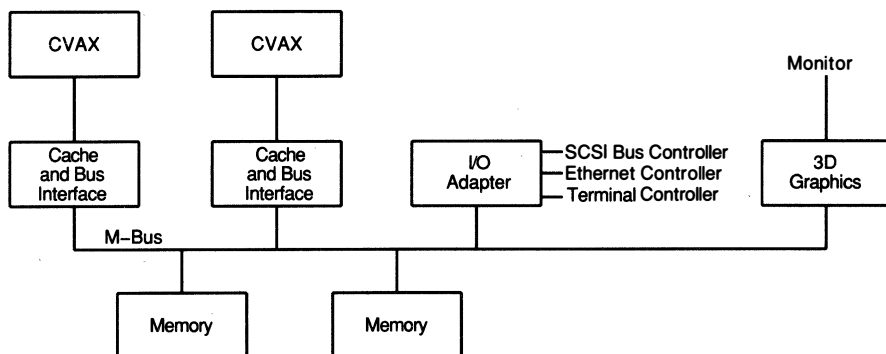 CVAX
CVAX
Monitor
Cache
and Bus
Interface
Cache
and Bus
Interface
I/O
Adapter
SCSI Bus Controller
Ethernet Controller
Terminal Controller
3D
Graphics
M-Bus
Memory
Memory